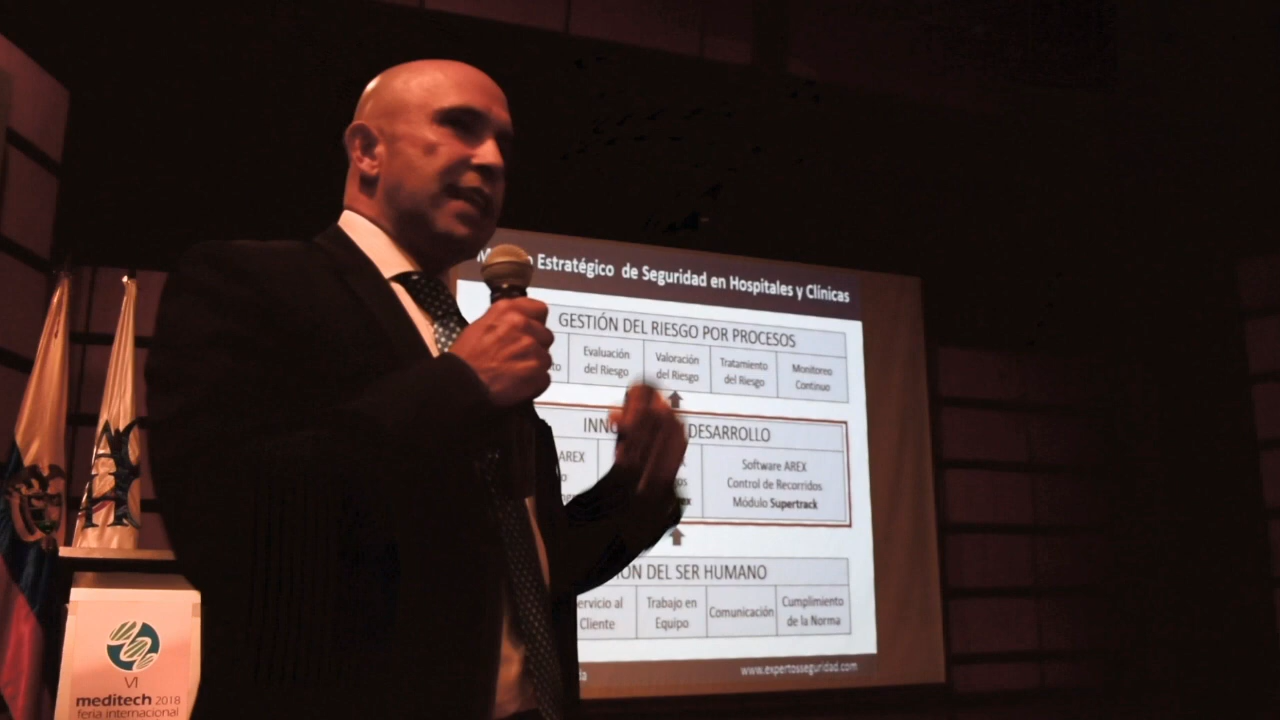 Estratégico de Seguridad en Hospitales y Clínicas
GESTIÓN DEL RIESGO POR PROCESOS
Evaluación
del Riesgo
Valoración
del Riesgo
Tratamiento
del Riesgo
Monitoreo
Continuo
DESARROLLO
AREX
Software AREX
Control de Recorridos
Módulo Supertrack
DEL SER HUMANO
Cliente
Trabajo en
Equipo
Comunicación
Cumplimiento
de la Norma
www.expertosseguridad.com
VI
meditech 2018
feria internacional